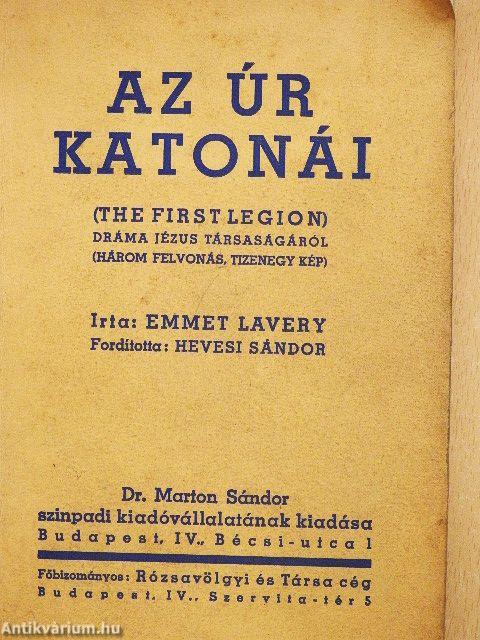 AZ ÚR
KATONÁI
(THE FIRST LEGION)
DRÁMA JÉZUS TÁRSASÁGÁRÓL
(HÁROM FELVONÁS, TIZENEGY KÉP)
Irta: EMMET LAVERY
Fordította: HEVESI SÁNDOR
Dr. Marton Sándor
szinpadi kiadóvállalatának kiadása
Budapest, IV., Bécsi-utca 1
Főbizományos: Rózsavölgyi és Társa cég
Budapest, IV., Szervita-tér 5
Antikvárium.hu